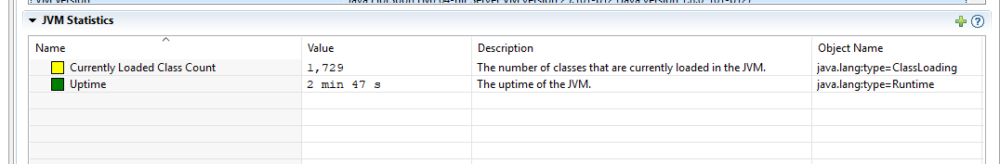 JVM Statistics
Name Value Description Object Name
Currently Loaded Class Count 1,729 The number of classes that are currently loaded in the JVM. java.lang:type=ClassLoading
Uptime 2 min 47 s The uptime of the JVM. java.lang:type=Runtime